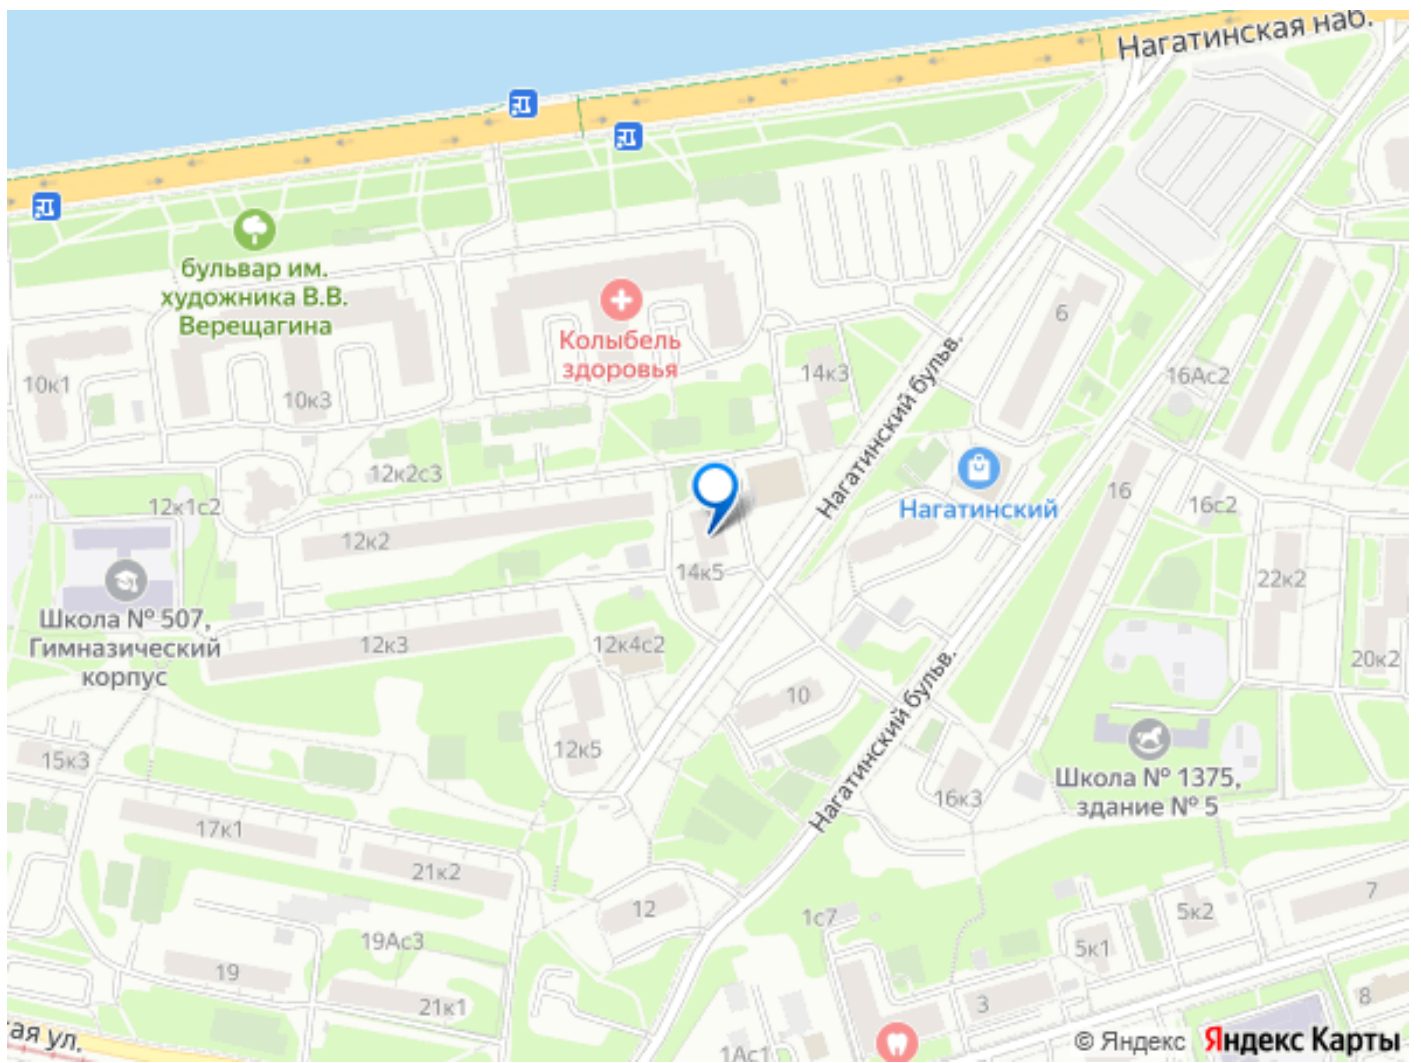 Нагатинская наб.
бульвар им.
художника В.В.
Верещагина
Колыбель
здоровья
6
14к3
16Ас2
10к1
10к3
Нагатинский бульв.
12к2с3
Нагатинский
16
16с2
12к1с2
12к2
14к5
22к2
Школа № 507,
Гимназический
корпус
12к3
12к4с2
20к2
10
Нагатинский бульв.
12к5
15к3
Школа № 1375,
здание № 5
16к3
17к1
21к2
7
12
1с7
5к2
19Ас3
5к1
19
21к1
3
8
ая ул.
1Ас1
© Яндекс Яндекс Карты